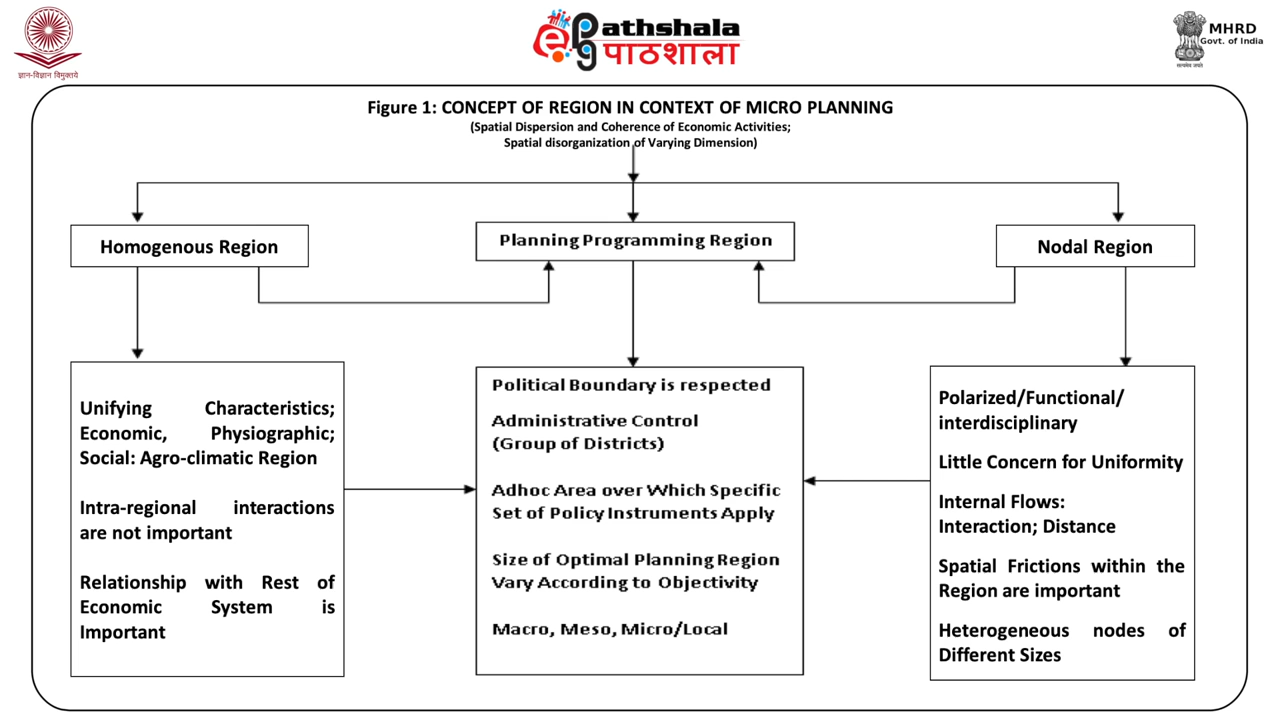 ज्ञान-विज्ञान विमुक्तये
epg Pathshala
पाठशाला
MHRD
Govt. of India
सत्यमेव जयते
Figure 1: CONCEPT OF REGION IN CONTEXT OF MICRO PLANNING
(Spatial Dispersion and Coherence of Economic Activities;
Spatial disorganization of Varying Dimension)
Homogenous Region
Planning Programming Region
Nodal Region
Unifying Characteristics;
Economic, Physiographic;
Social: Agro-climatic Region
Intra-regional interactions
are not important
Relationship with Rest of
Economic System is
Important
Political Boundary is respected
Administrative Control
(Group of Districts)
Adhoc Area over Which Specific
Set of Policy Instruments Apply
Size of Optimal Planning Region
Vary According to Objectivity
Macro, Meso, Micro/Local
Polarized/Functional/
interdisciplinary
Little Concern for Uniformity
Internal Flows:
Interaction; Distance
Spatial Frictions within the
Region are important
Heterogeneous nodes of
Different Sizes